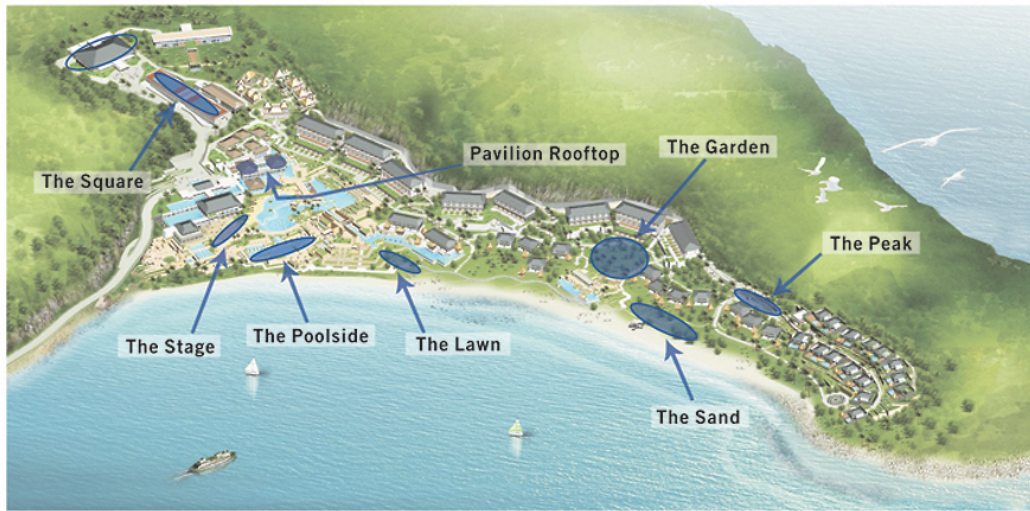 Pavilion Rooftop
The Garden
The Square
The Peak
The Stage
The Poolside
The Lawn
The Sand